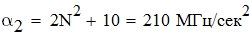 α₂ = 2N² + 10 = 210 МГц/сек²